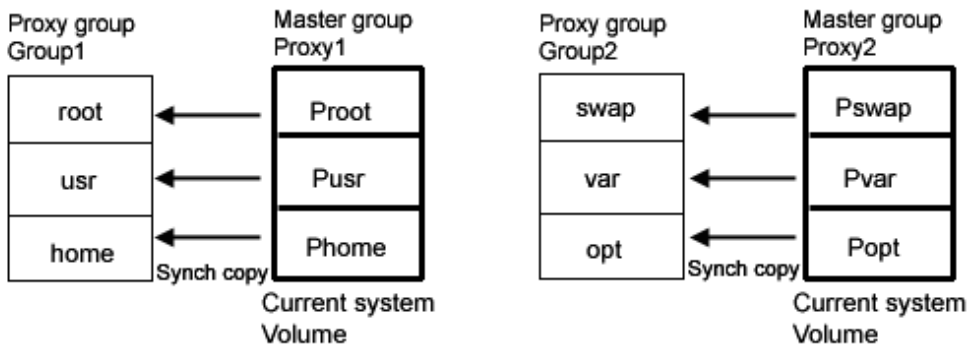 Proxy group
Group1
Master group
Proxy1
Proxy group
Group2
Master group
Proxy2
root
Proot
swap
Pswap
usr
Pusr
var
Pvar
home
Phome
opt
Popt
Synch copy
Synch copy
Current system
Volume
Current system
Volume